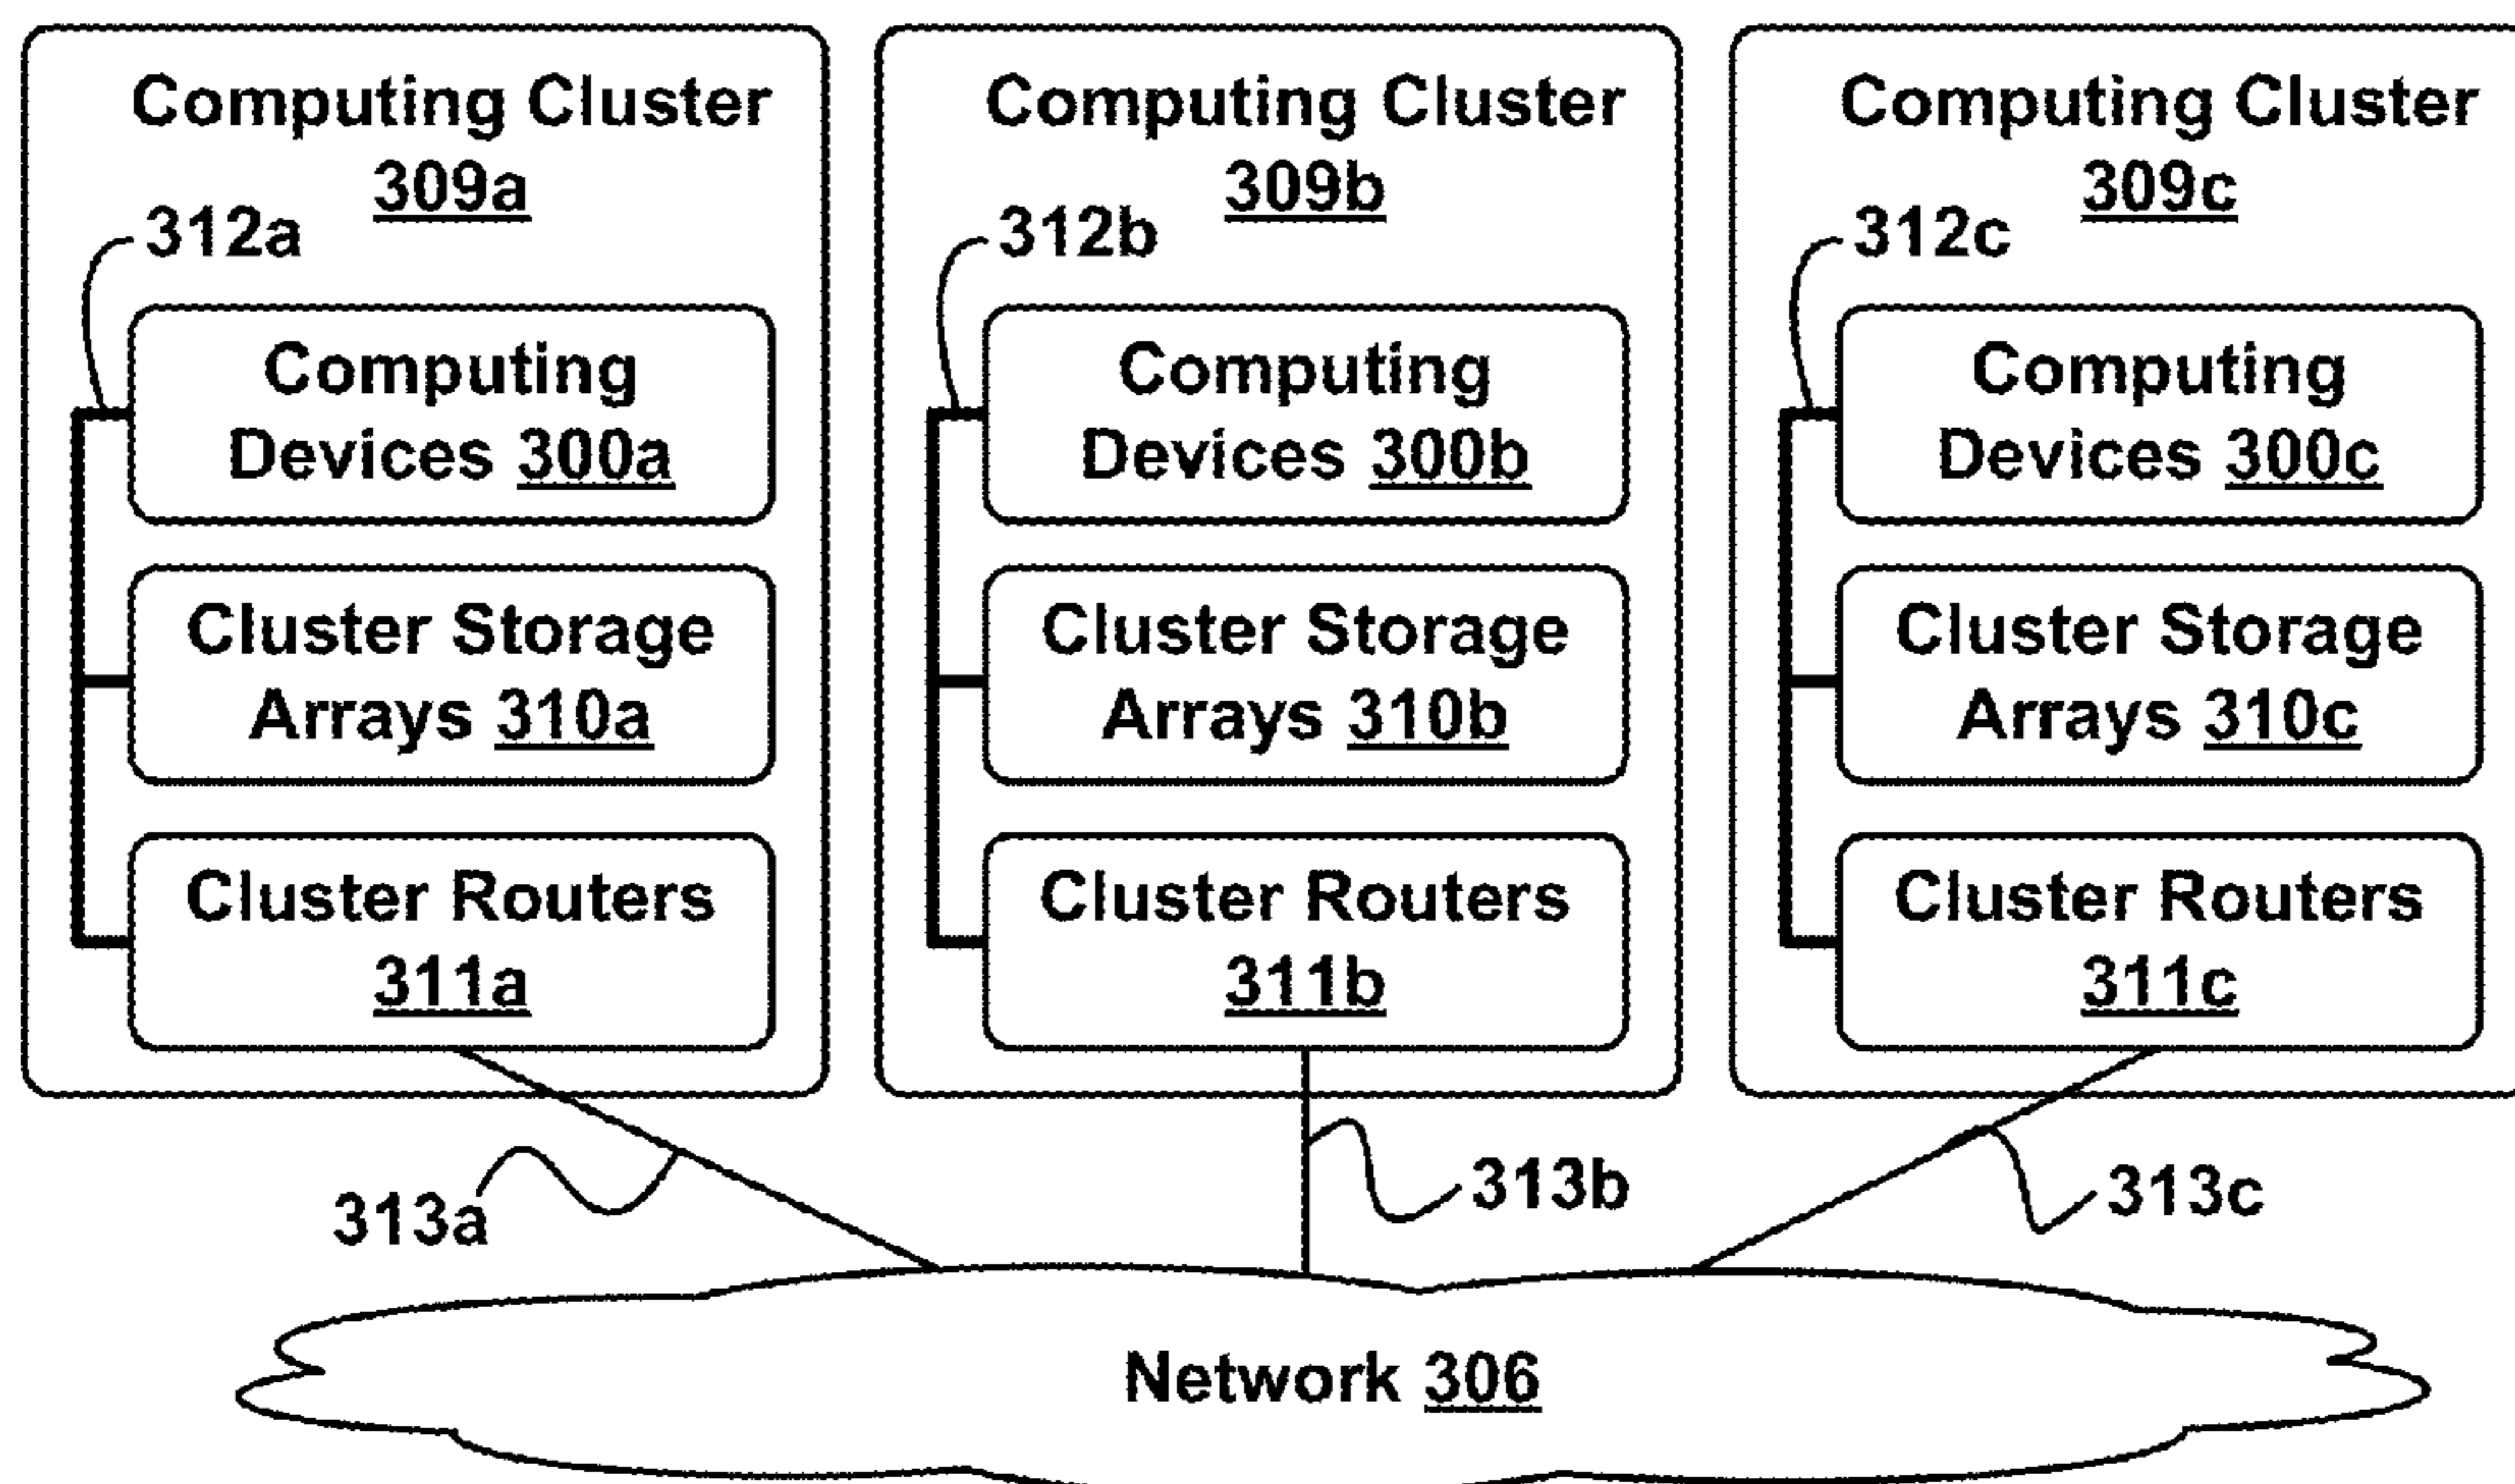 Computing Cluster
309a
312a
Computing
Devices 300a
Cluster Storage
Arrays 310a
Cluster Routers
311a
Computing Cluster
309b
312b
Computing
Devices 300b
Cluster Storage
Arrays 310b
Cluster Routers
311b
Computing Cluster
309c
312c
Computing
Devices 300c
Cluster Storage
Arrays 310c
Cluster Routers
311c
313a
313b
313c
Network 306